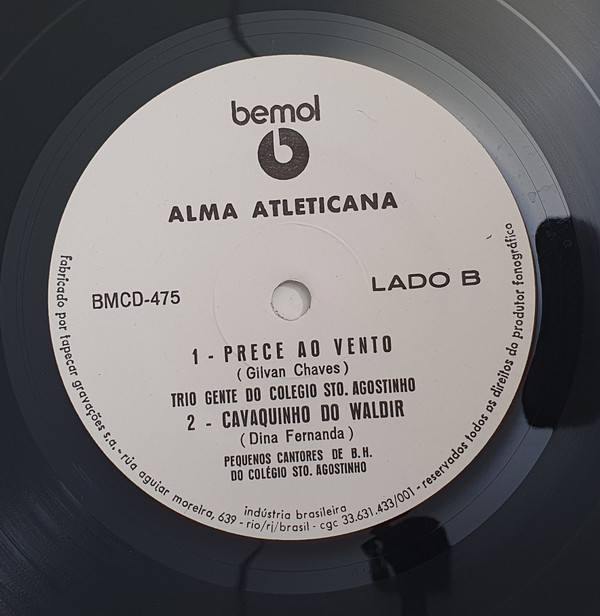 bemol
b
ALMA ATLETICANA
BMCD-475
LADO B
1 - PRECE AO VENTO
( Gilvan Chaves )
TRIO GENTE DO COLEGIO STO. AGOSTINHO
2 - CAVAQUINHO DO WALDIR
( Dina Fernanda )
PEQUENOS CANTORES DE B.H.
DO COLÉGIO STO. AGOSTINHO
indústria brasileira
fabricado por tapecar gravações s.a. - rua aguiar moreira, 639 - rio/rj/brasil - cgc 33.631.433/001 - reservados todos os direitos do produtor fonográfico